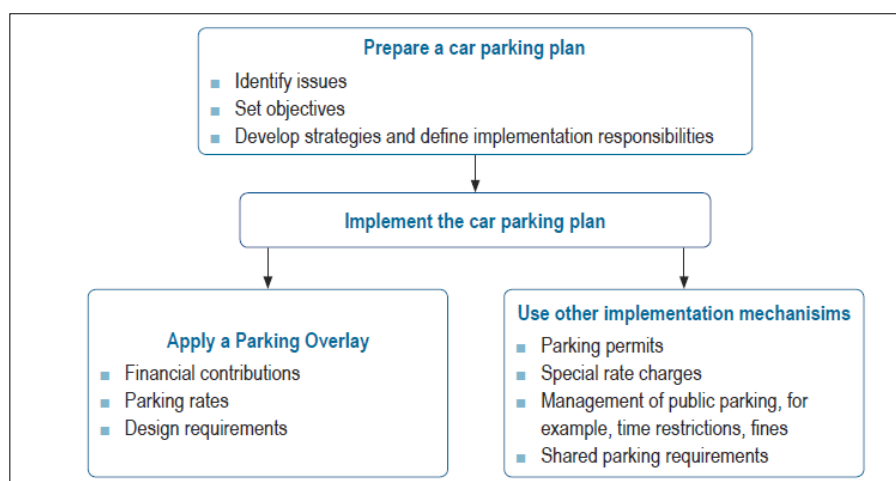 Prepare a car parking plan
Identify issues
Set objectives
Develop strategies and define implementation responsibilities
Implement the car parking plan
Apply a Parking Overlay
Financial contributions
Parking rates
Design requirements
Use other implementation mechanisims
Parking permits
Special rate charges
Management of public parking, for
example, time restrictions, fines
Shared parking requirements